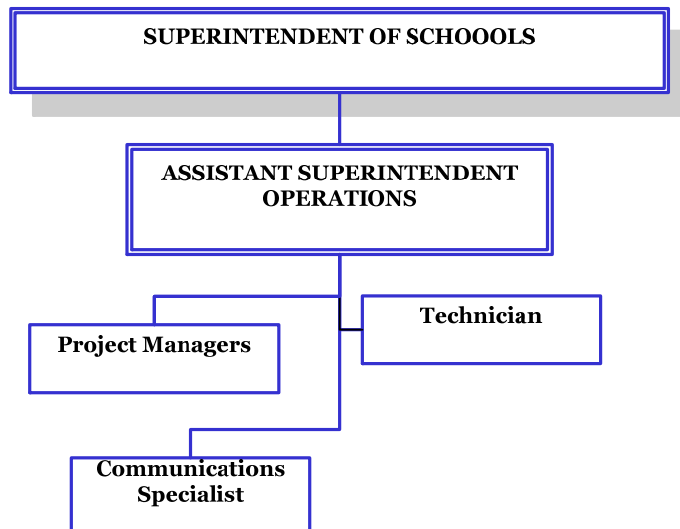 SUPERINTENDENT OF SCHOOOLS
ASSISTANT SUPERINTENDENT
OPERATIONS
Technician
Project Managers
Communications
Specialist